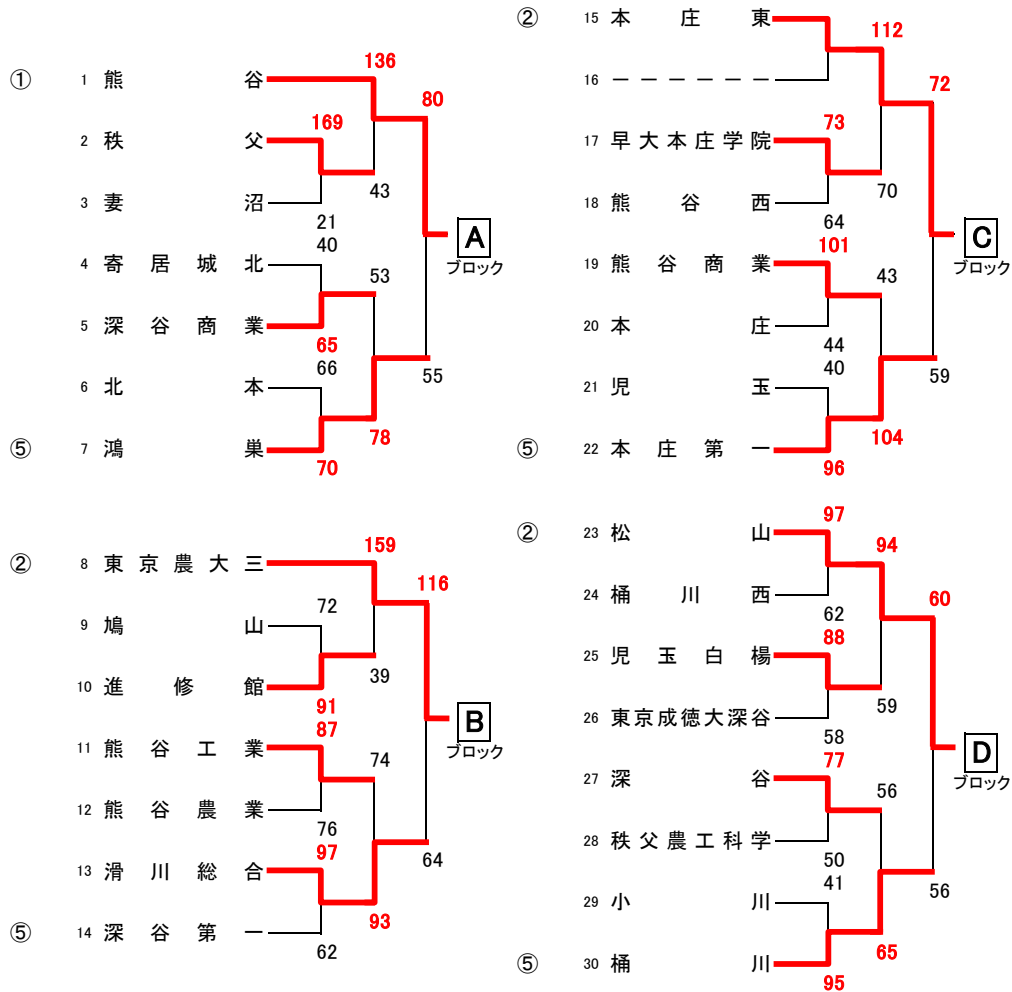 ① 1 熊谷 136
80
2 秩父 169
43
3 妻沼 21
A
ブロック
4 寄居城北 40
53
5 深谷商業 65
55
6 北本 66
78
⑤ 7 鴻巣 70
② 8 東京農大三 159
116
9 鳩山 72
39
10 進修館 91
B
ブロック
11 熊谷工業 87
74
12 熊谷農業 76
64
13 滑川総合 97
93
⑤ 14 深谷第一 62
② 15 本庄東 112
72
16 ーーーーーー
17 早大本庄学院 73
70
18 熊谷西 64
C
ブロック
19 熊谷商業 101
43
20 本庄 44
59
21 児玉 40
104
⑤ 22 本庄第一 96
② 23 松山 97
94
60
24 桶川西 62
25 児玉白楊 88
59
26 東京成徳大深谷 58
D
ブロック
27 深谷 77
56
28 秩父農工科学 50
56
29 小川 41
65
⑤ 30 桶川 95